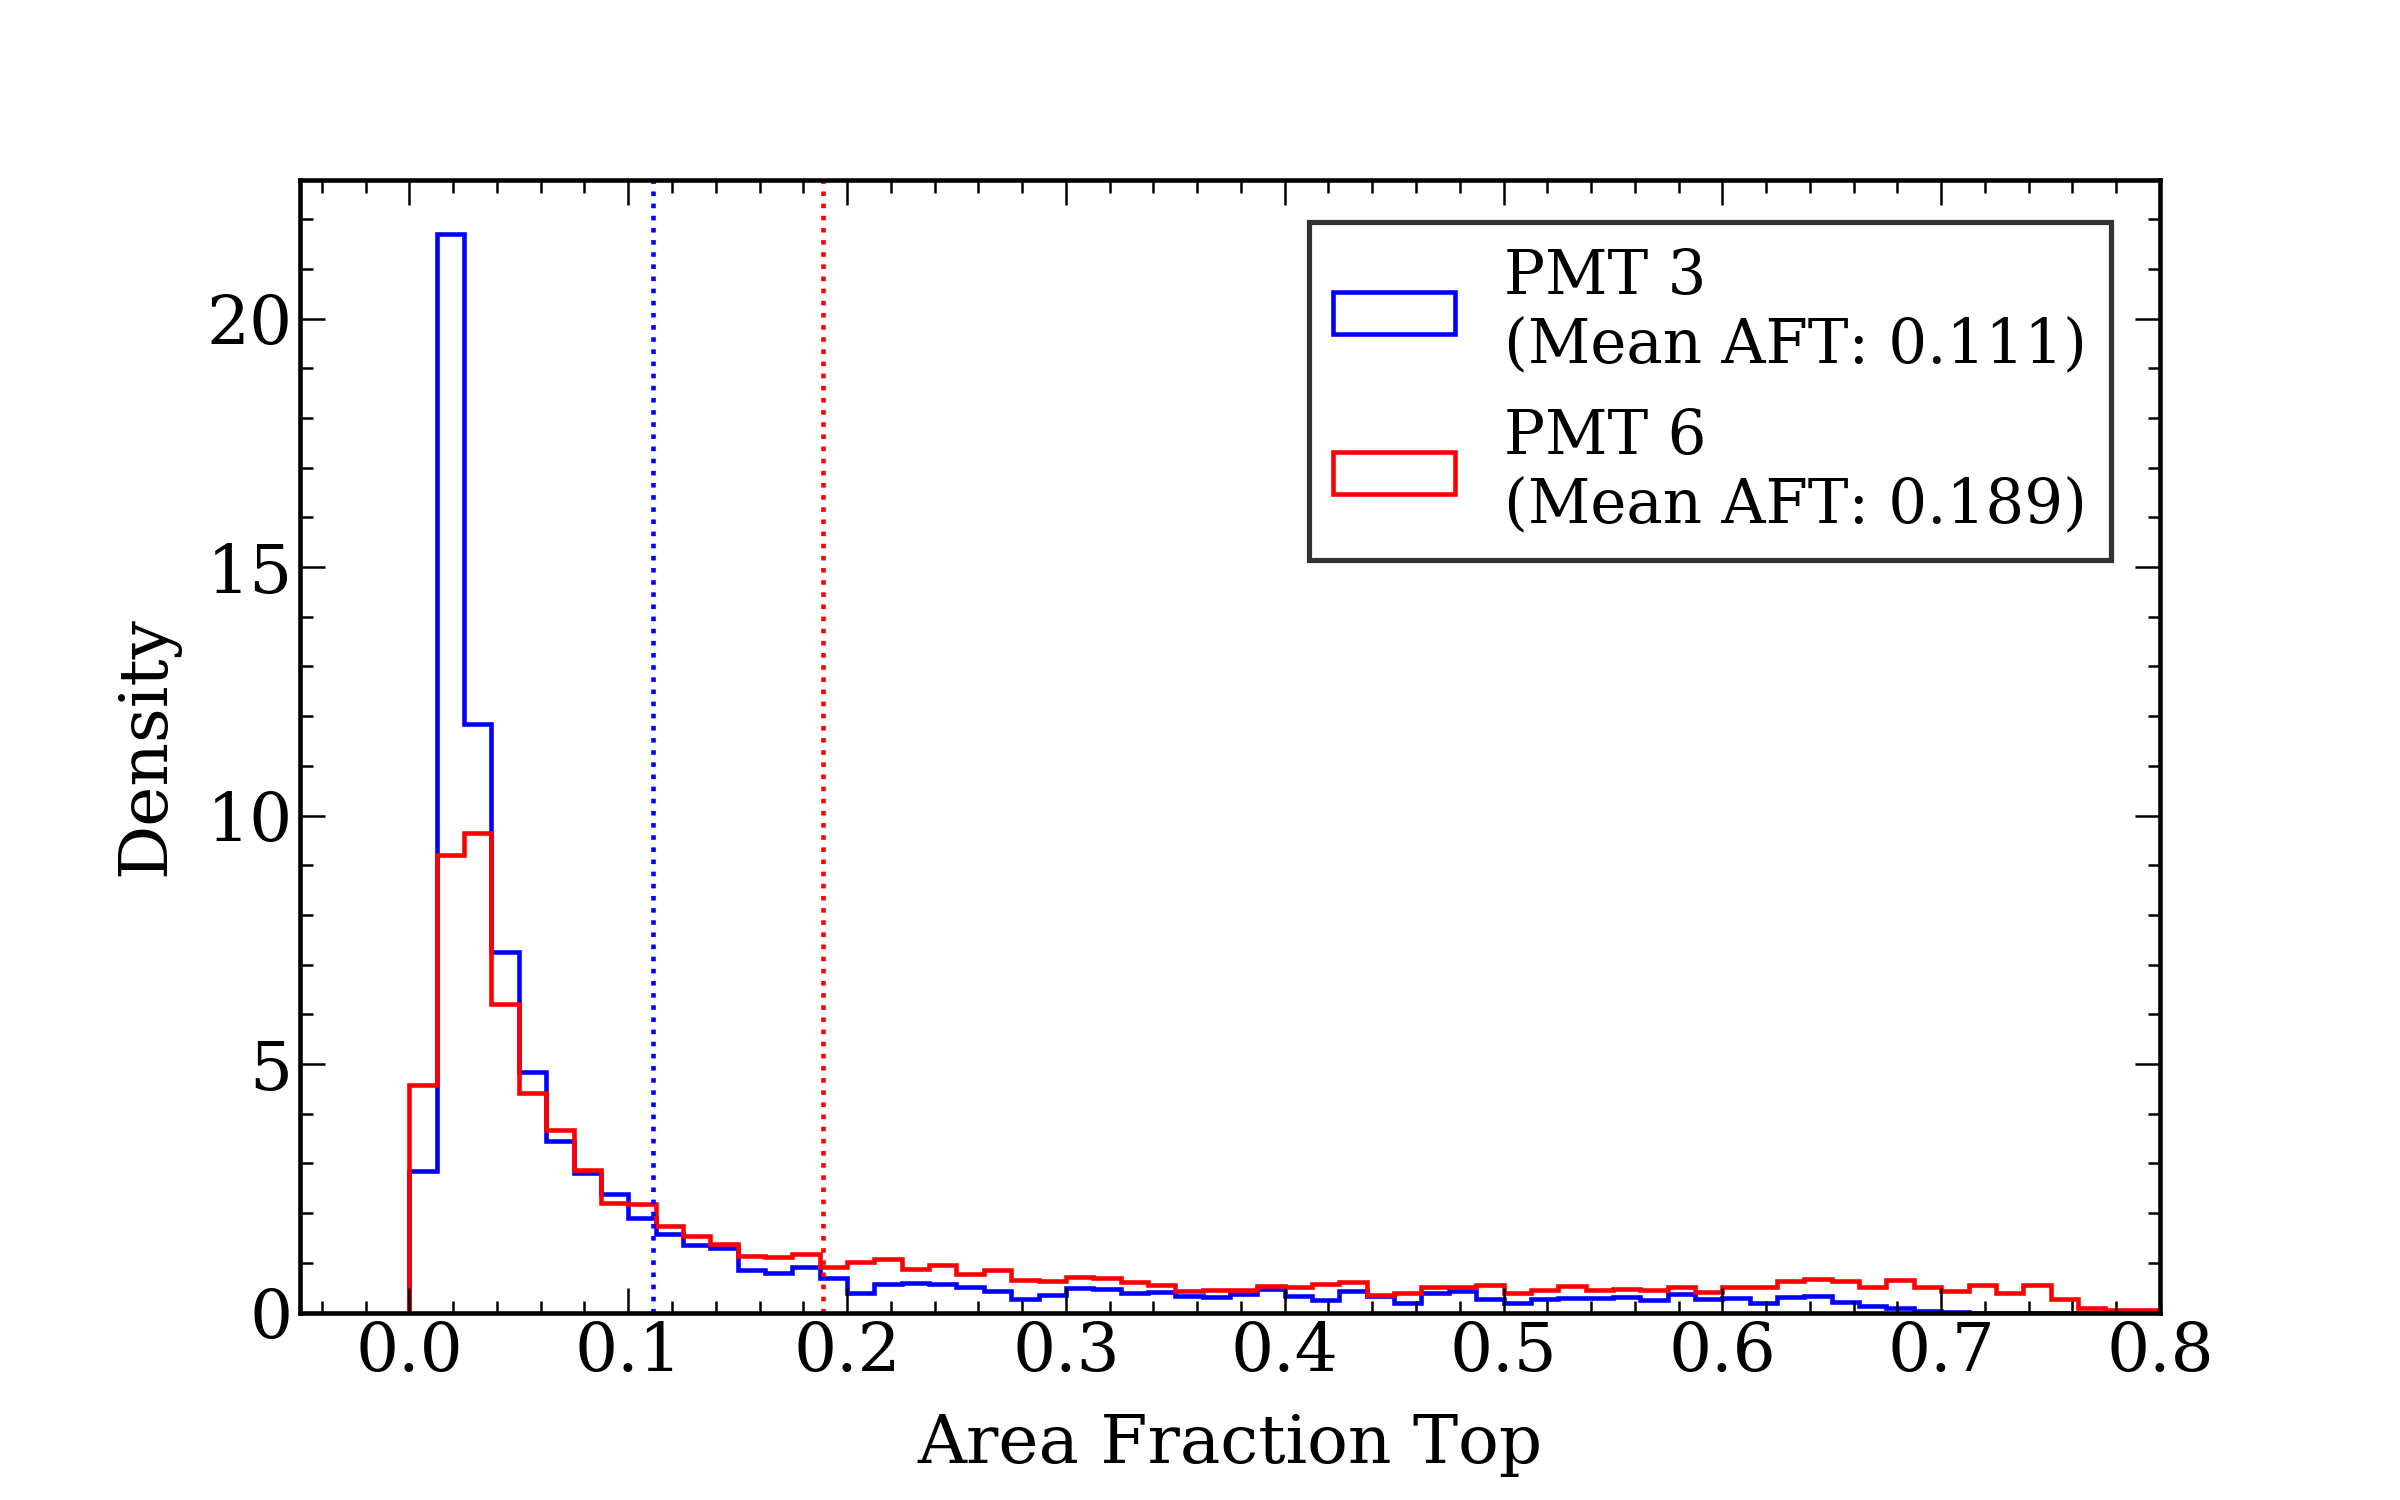 PMT 3
(Mean AFT: 0.111)
PMT 6
(Mean AFT: 0.189)
20
15
10
5
0
Density
0.0 0.1 0.2 0.3 0.4 0.5 0.6 0.7 0.8
Area Fraction Top